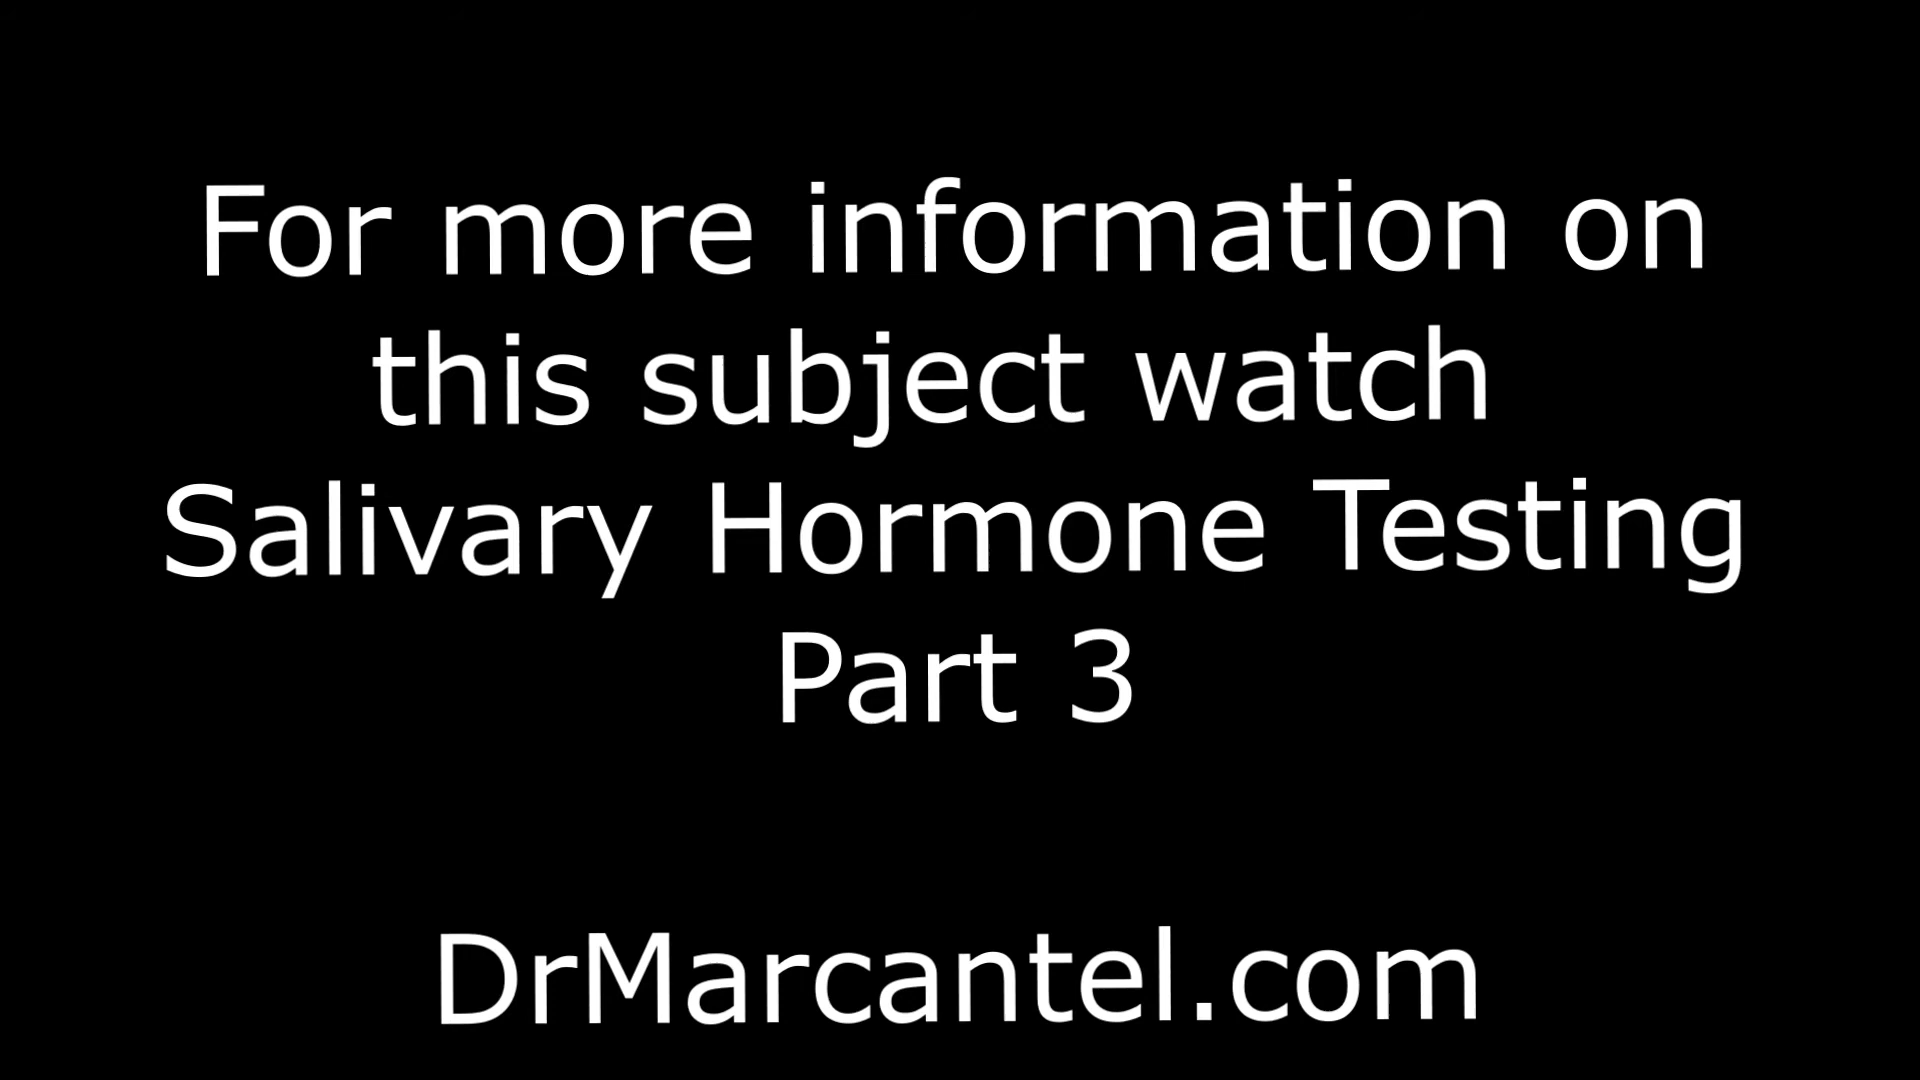 For more information on
this subject watch
Salivary Hormone Testing
Part 3
DrMarcantel.com